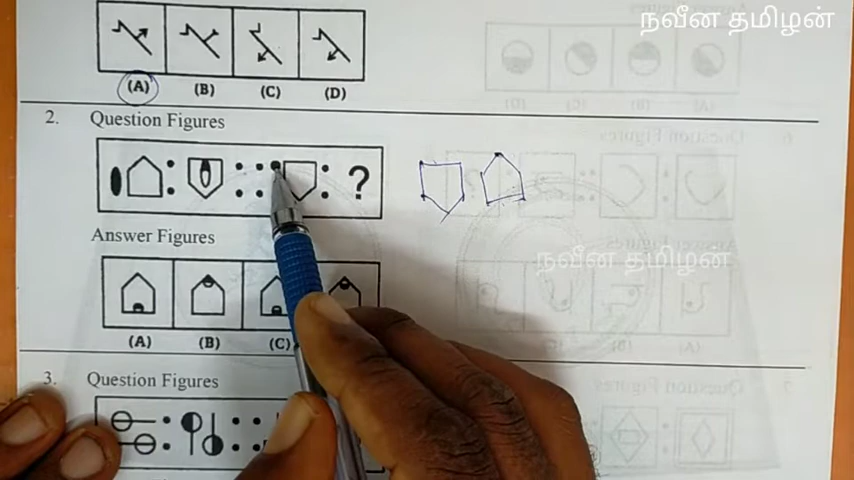 நவீன தமிழன்
(A) (B) (C) (D)
2. Question Figures
?
Answer Figures
நவீன தமிழன்
(A) (B) (C)
3. Question Figures